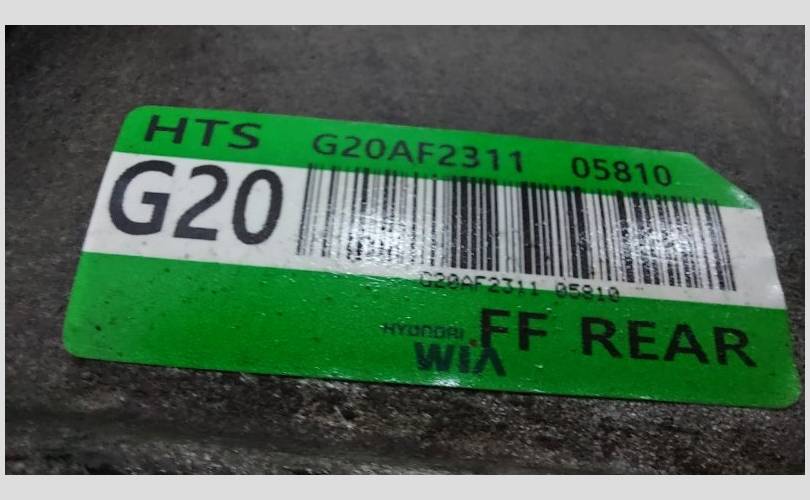 HTS G20AF2311 05810
G20
G20AF2311 05810
HYUNDAI WIA FF REAR